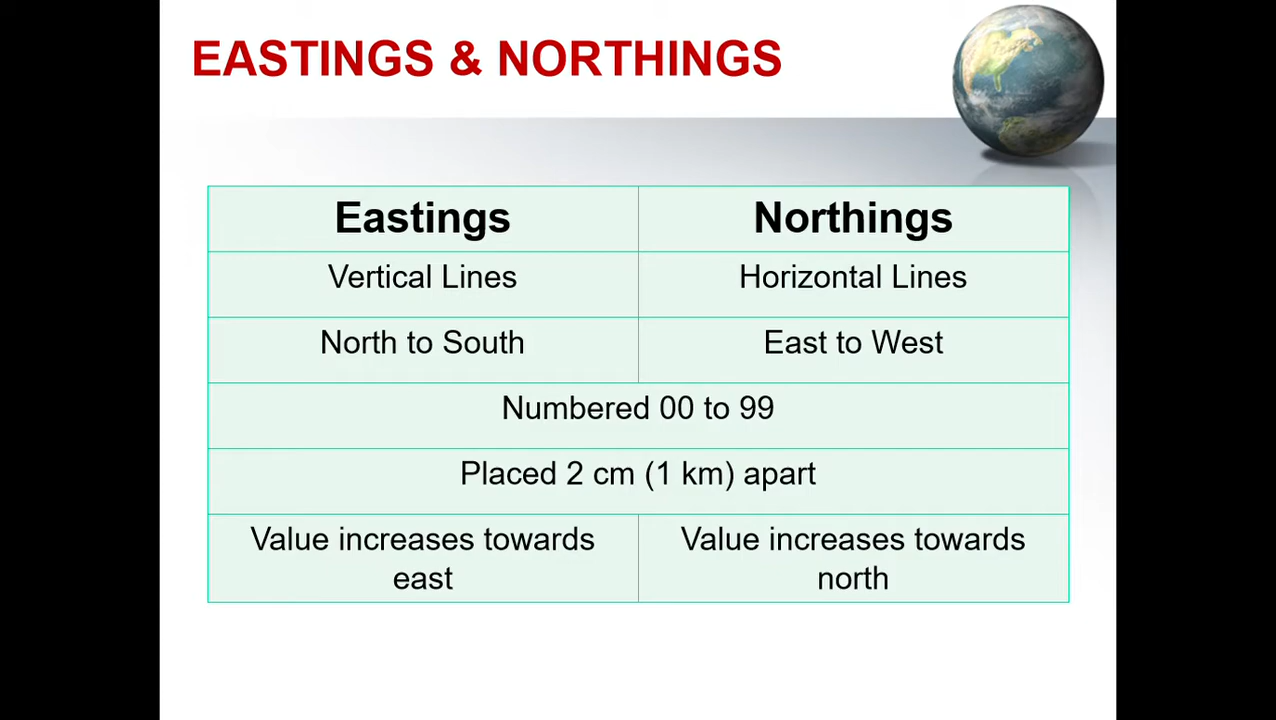 EASTINGS & NORTHINGS
Eastings
Northings
Vertical Lines
Horizontal Lines
North to South
East to West
Numbered 00 to 99
Placed 2 cm (1 km) apart
Value increases towards
east
Value increases towards
north